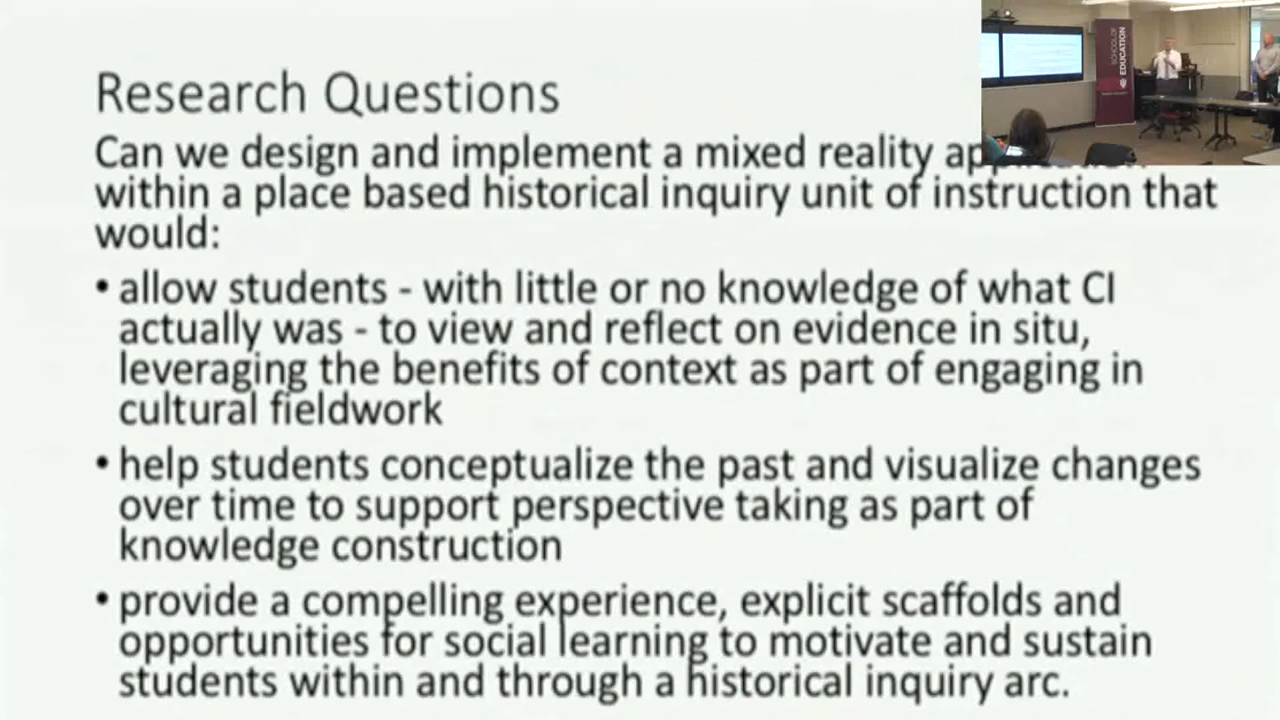 Research Questions
Can we design and implement a mixed reality
within a place based historical inquiry unit of instruction that
would:
• allow students - with little or no knowledge of what CI
actually was - to view and reflect on evidence in situ,
leveraging the benefits of context as part of engaging in
cultural fieldwork
• help students conceptualize the past and visualize changes
over time to support perspective taking as part of
knowledge construction
• provide a compelling experience, explicit scaffolds and
opportunities for social learning to motivate and sustain
students within and through a historical inquiry arc.
SCHOOL OF
EDUCATION